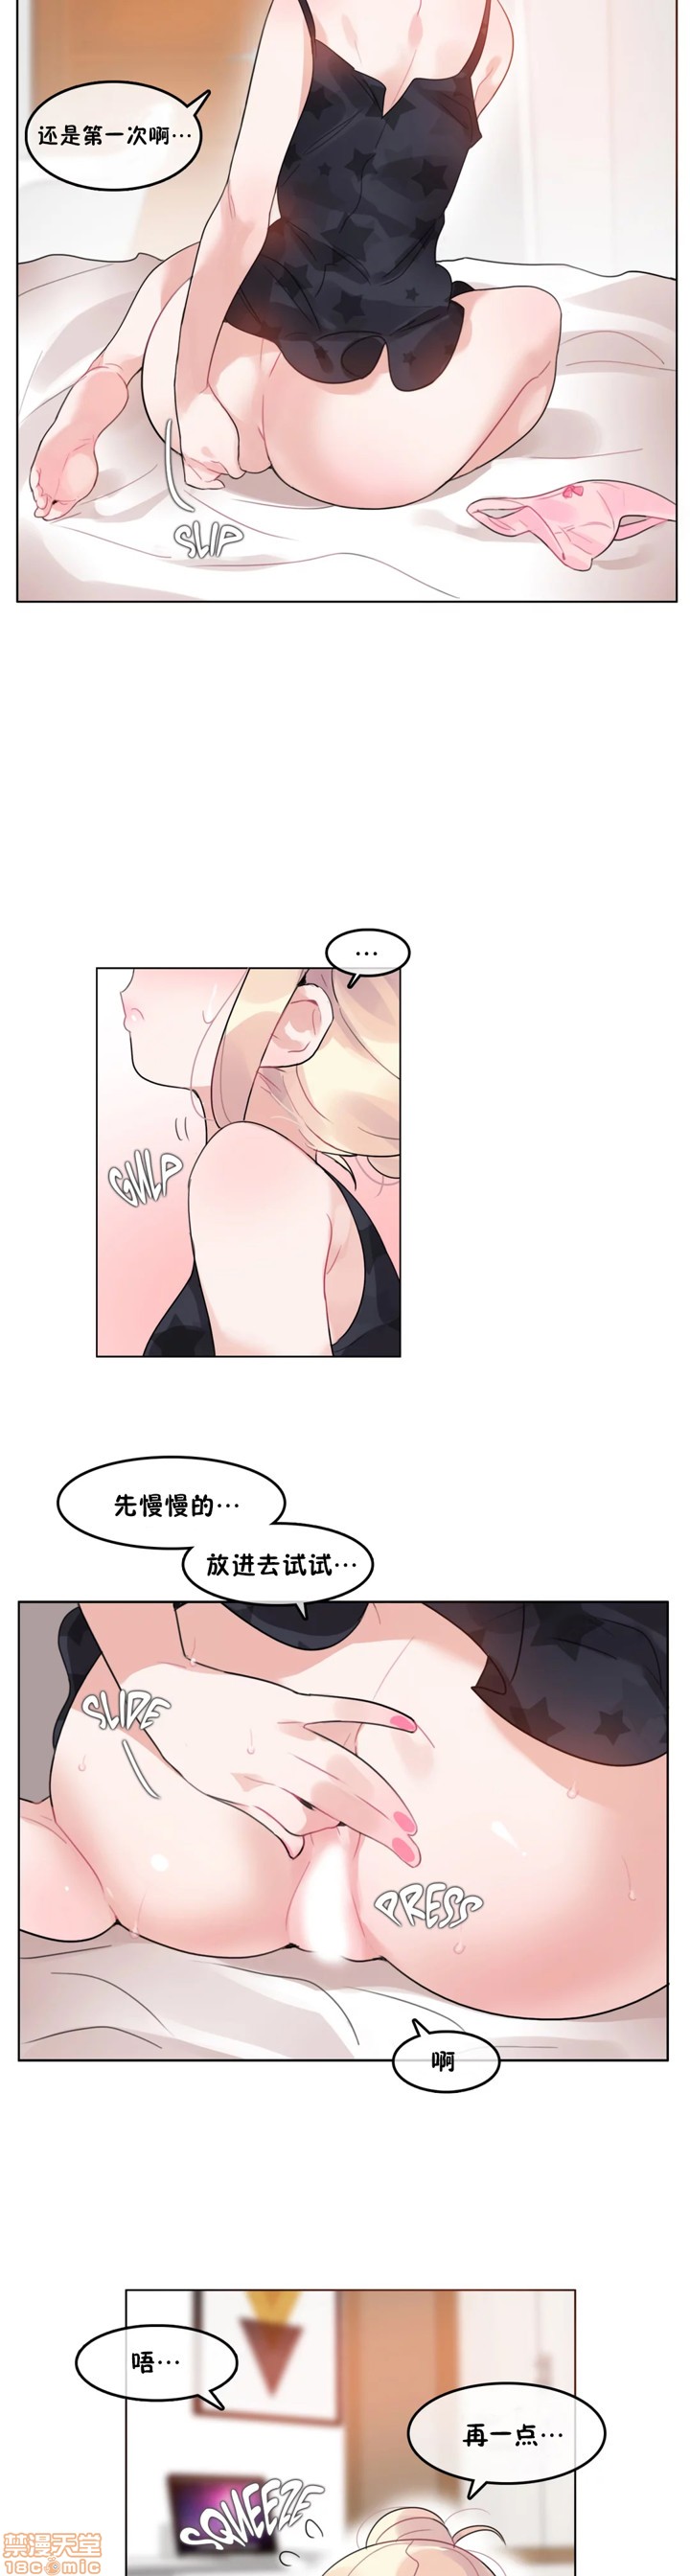 还是第一次啊…
SLIP
…
GULP
先慢慢的…
放进去试试…
SLIDE
PRESS
啊
唔…
再一点…
SQUEEZE
禁漫天堂
18comic